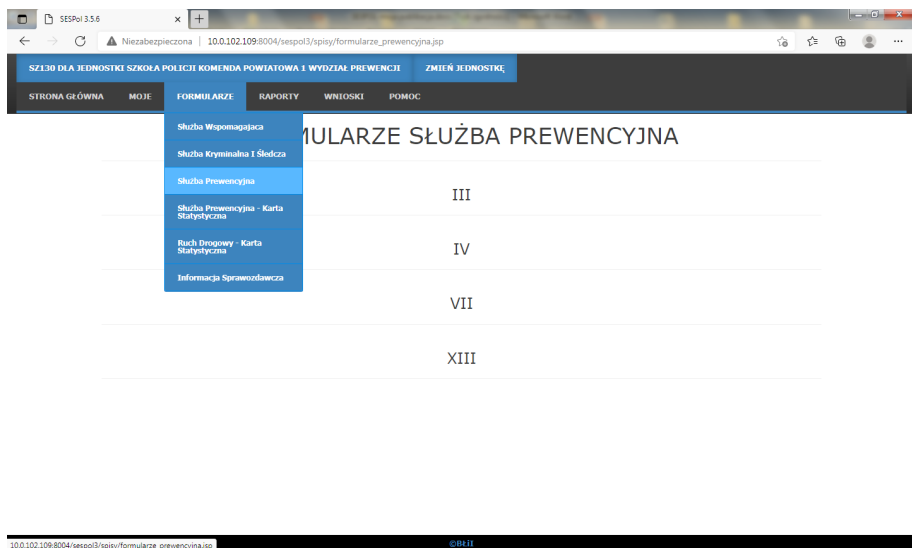 SESPol 3.5.6
Niezabezpieczona | 10.0.102.109:8004/sespol3/spisy/formularze_prewencyjna.jsp
SZ130 DLA JEDNOSTKI SZKOŁA POLICJI KOMENDA POWIATOWA 1 WYDZIAŁ PREWENCJI ZMIEŃ JEDNOSTKĘ
STRONA GŁÓWNA MOJE FORMULARZE RAPORTY WNIOSKI POMOC
MULARZE SŁUŻBA PREWENCYJNA
Służba Wspomagajaca
Służba Kryminalna I Śledcza
Służba Prewencyjna
Służba Prewencyjna - Karta
Statystyczna
Ruch Drogowy - Karta
Statystyczna
Informacja Sprawozdawcza
III
IV
VII
XIII
10.0.102.109:8004/sespol3/spisy/formularze_prewencyjna.jsp
©BŁiI